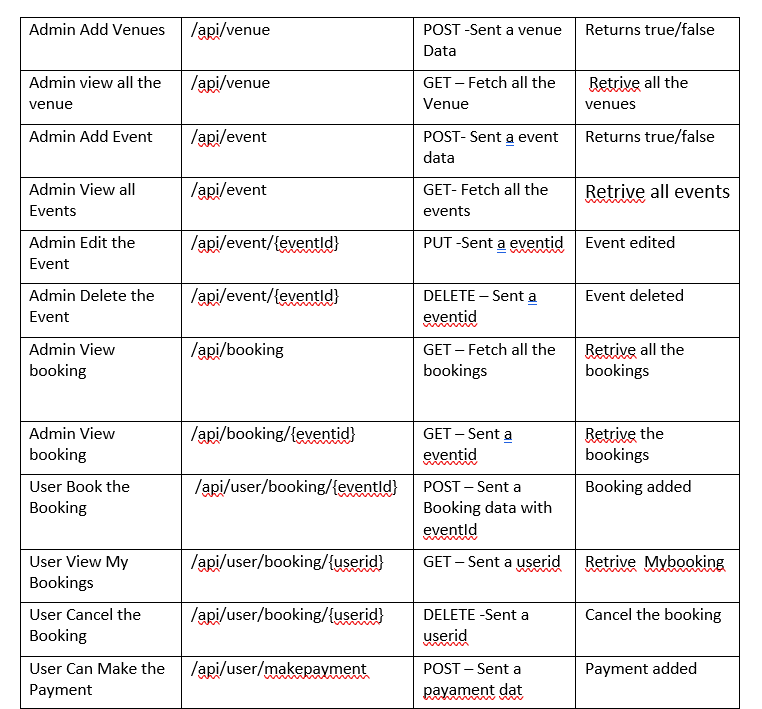 Admin Add Venues
/api/venue
POST -Sent a venue
Data
Returns true/false
Admin view all the
venue
/api/venue
GET – Fetch all the
Venue
Retrive all the
venues
Admin Add Event
/api/event
POST- Sent a event
data
Returns true/false
Admin View all
Events
/api/event
GET- Fetch all the
events
Retrive all events
Admin Edit the
Event
/api/event/{eventId}
PUT -Sent a eventid
Event edited
Admin Delete the
Event
/api/event/{eventId}
DELETE – Sent a
eventid
Event deleted
Admin View
booking
/api/booking
GET – Fetch all the
bookings
Retrive all the
bookings
Admin View
booking
/api/booking/{eventid}
GET – Sent a
eventid
Retrive the
bookings
User Book the
Booking
/api/user/booking/{eventId}
POST – Sent a
Booking data with
eventId
Booking added
User View My
Bookings
/api/user/booking/{userid}
GET – Sent a userid
Retrive  Mybooking
User Cancel the
Booking
/api/user/booking/{userid}
DELETE -Sent a
userid
Cancel the booking
User Can Make the
Payment
/api/user/makepayment
POST – Sent a
payament dat
Payment added